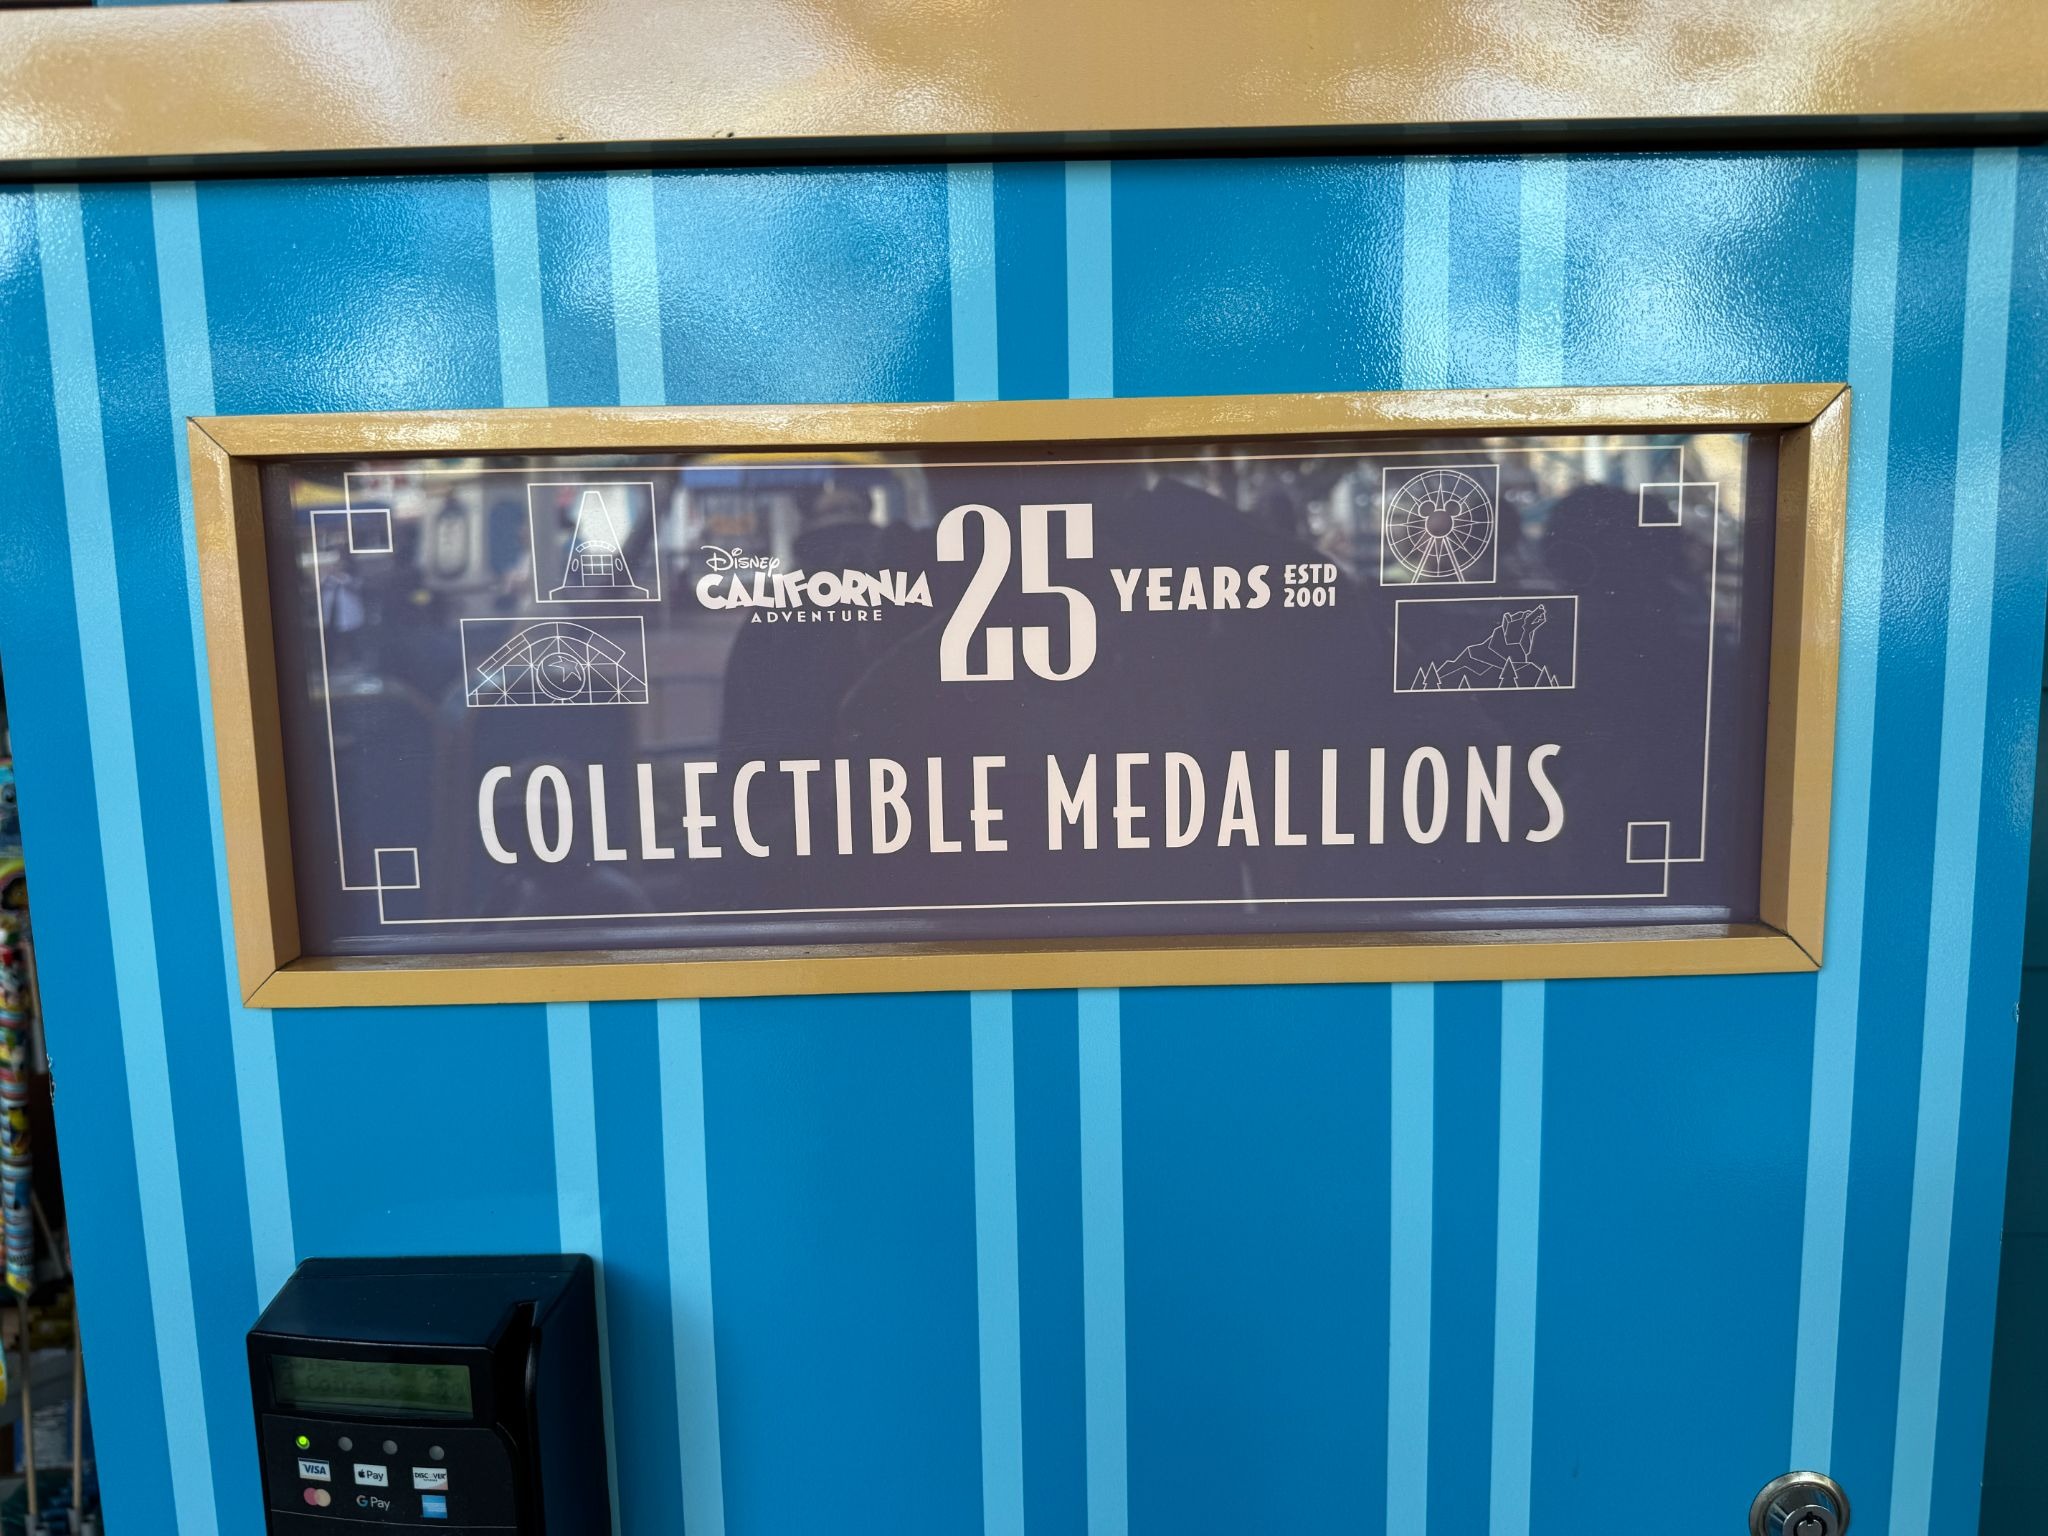 Disney
CALIFORNIA
ADVENTURE
25 YEARS
ESTD
2001
COLLECTIBLE MEDALLIONS
VISA
Pay
DISCOVER
G Pay